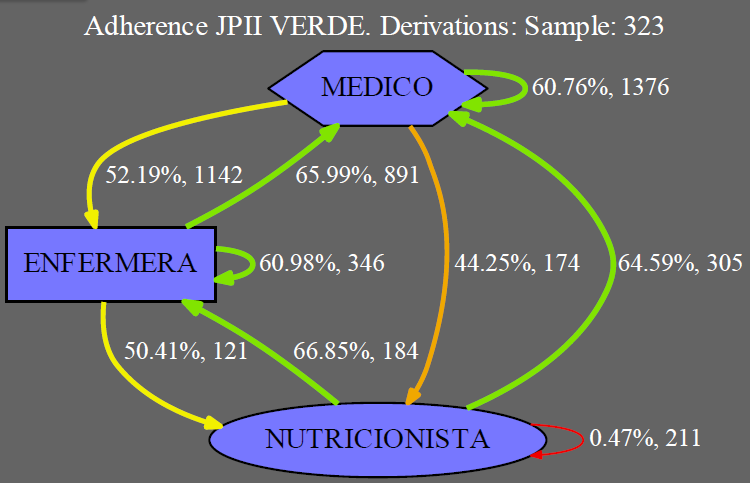 Adherence JPII VERDE. Derivations: Sample: 323
MEDICO
60.76%, 1376
52.19%, 1142
65.99%, 891
ENFERMERA
60.98%, 346
44.25%, 174
64.59%, 305
50.41%, 121
66.85%, 184
NUTRICIONISTA
0.47%, 211